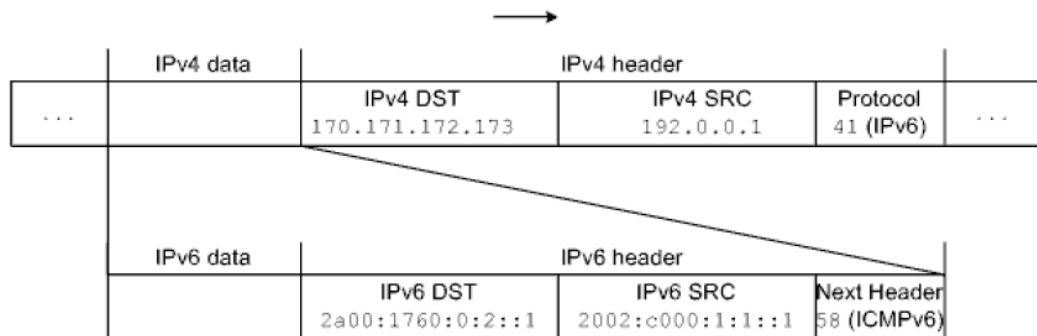 IPv4 data IPv4 header
... IPv4 DST IPv4 SRC Protocol ...
170.171.172.173 192.0.0.1 41 (IPv6)
IPv6 data IPv6 header
IPv6 DST IPv6 SRC Next Header
2a00:1760:0:2::1 2002:c000:1:1::1 58 (ICMPv6)